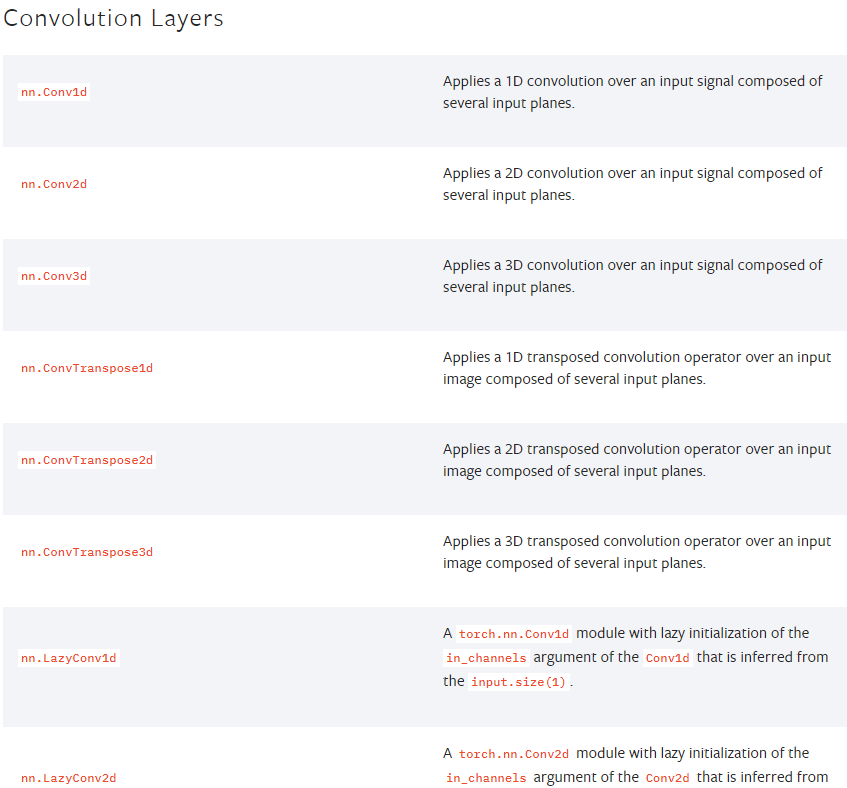 Convolution Layers
nn.Conv1d
Applies a 1D convolution over an input signal composed of
several input planes.
nn.Conv2d
Applies a 2D convolution over an input signal composed of
several input planes.
nn.Conv3d
Applies a 3D convolution over an input signal composed of
several input planes.
nn.ConvTranspose1d
Applies a 1D transposed convolution operator over an input
image composed of several input planes.
nn.ConvTranspose2d
Applies a 2D transposed convolution operator over an input
image composed of several input planes.
nn.ConvTranspose3d
Applies a 3D transposed convolution operator over an input
image composed of several input planes.
nn.LazyConv1d
A torch.nn.Conv1d module with lazy initialization of the
in_channels argument of the Conv1d that is inferred from
the input.size(1).
nn.LazyConv2d
A torch.nn.Conv2d module with lazy initialization of the
in_channels argument of the Conv2d that is inferred from